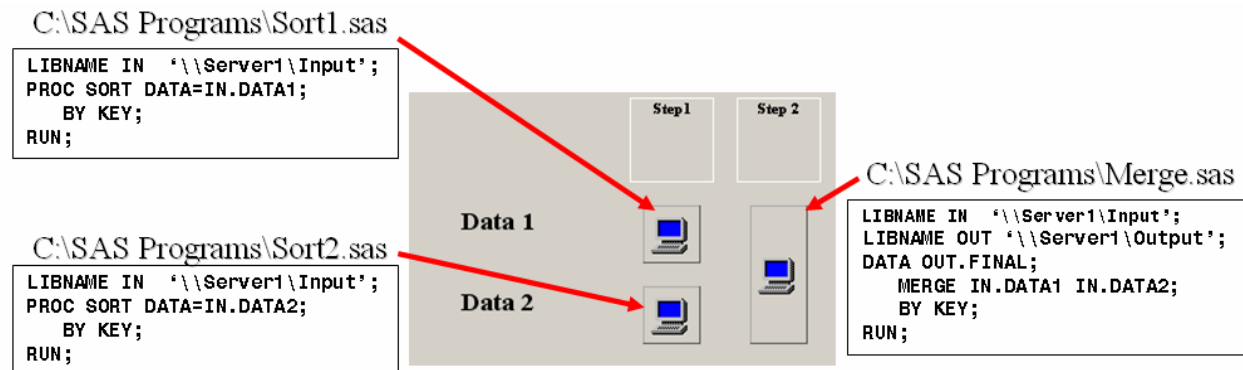 C:\SAS Programs\Sort1.sas
LIBNAME IN  ‘\\Server1\Input’;
PROC SORT DATA=IN.DATA1;
   BY KEY;
RUN;
C:\SAS Programs\Sort2.sas
LIBNAME IN  ‘\\Server1\Input’;
PROC SORT DATA=IN.DATA2;
   BY KEY;
RUN;
Step1
Step 2
Data 1
Data 2
C:\SAS Programs\Merge.sas
LIBNAME IN  ‘\\Server1\Input’;
LIBNAME OUT ‘\\Server1\Output’;
DATA OUT.FINAL;
   MERGE IN.DATA1 IN.DATA2;
   BY KEY;
RUN;